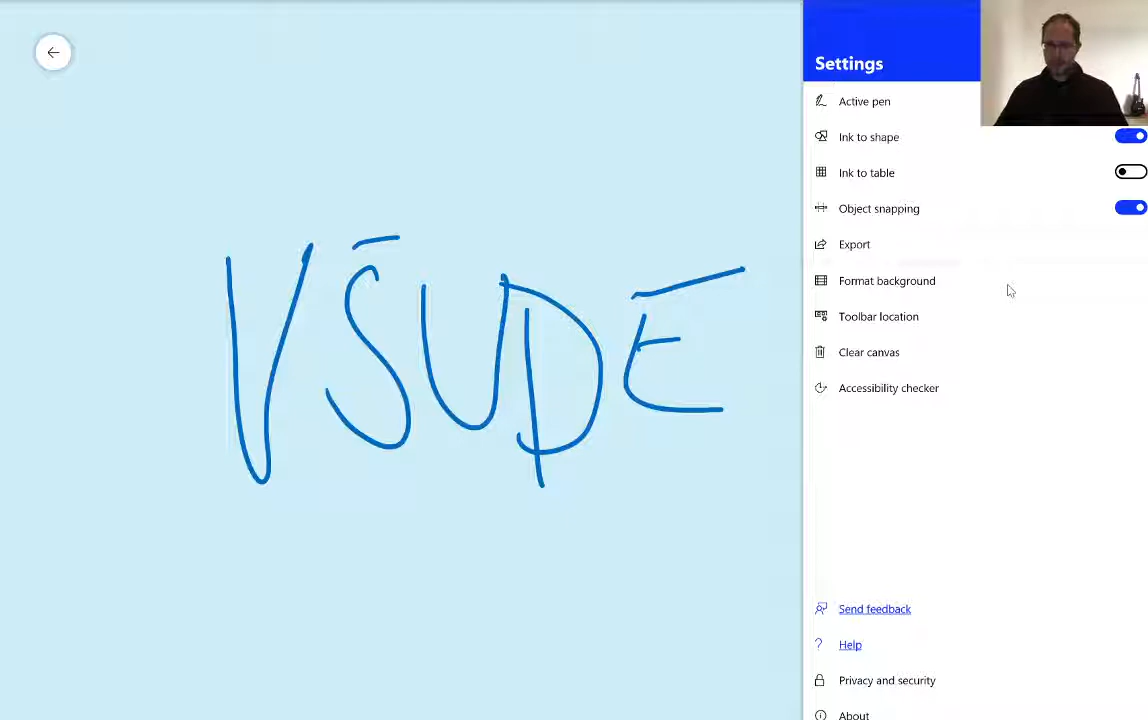 Settings
Active pen
Ink to shape
Ink to table
Object snapping
Export
Format background
Toolbar location
Clear canvas
Accessibility checker
VŠUDE
Send feedback
? Help
Privacy and security
About